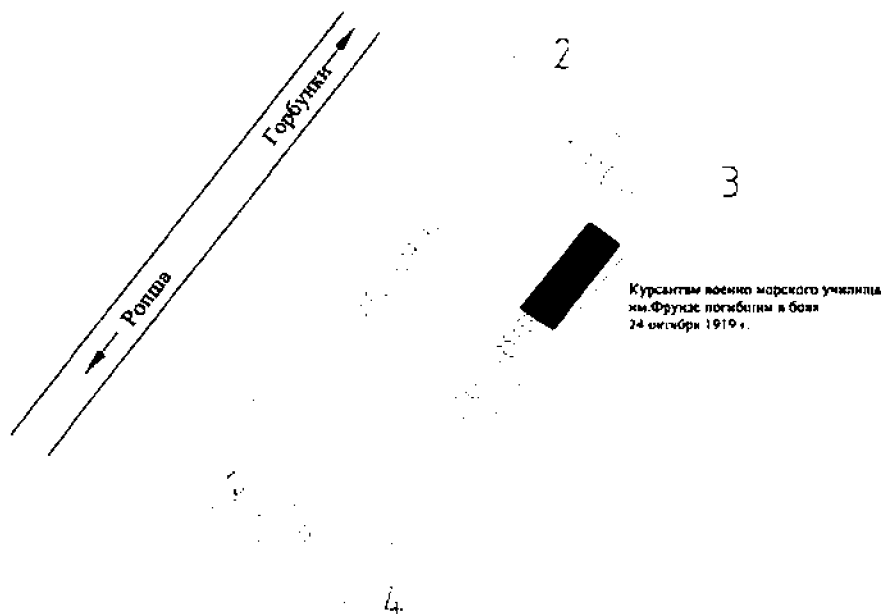 2
Горбунки
3
Ропша
Курсантам военно морского училища
им.Фрунзе погибшим в боях
24 октября 1919 г.
4